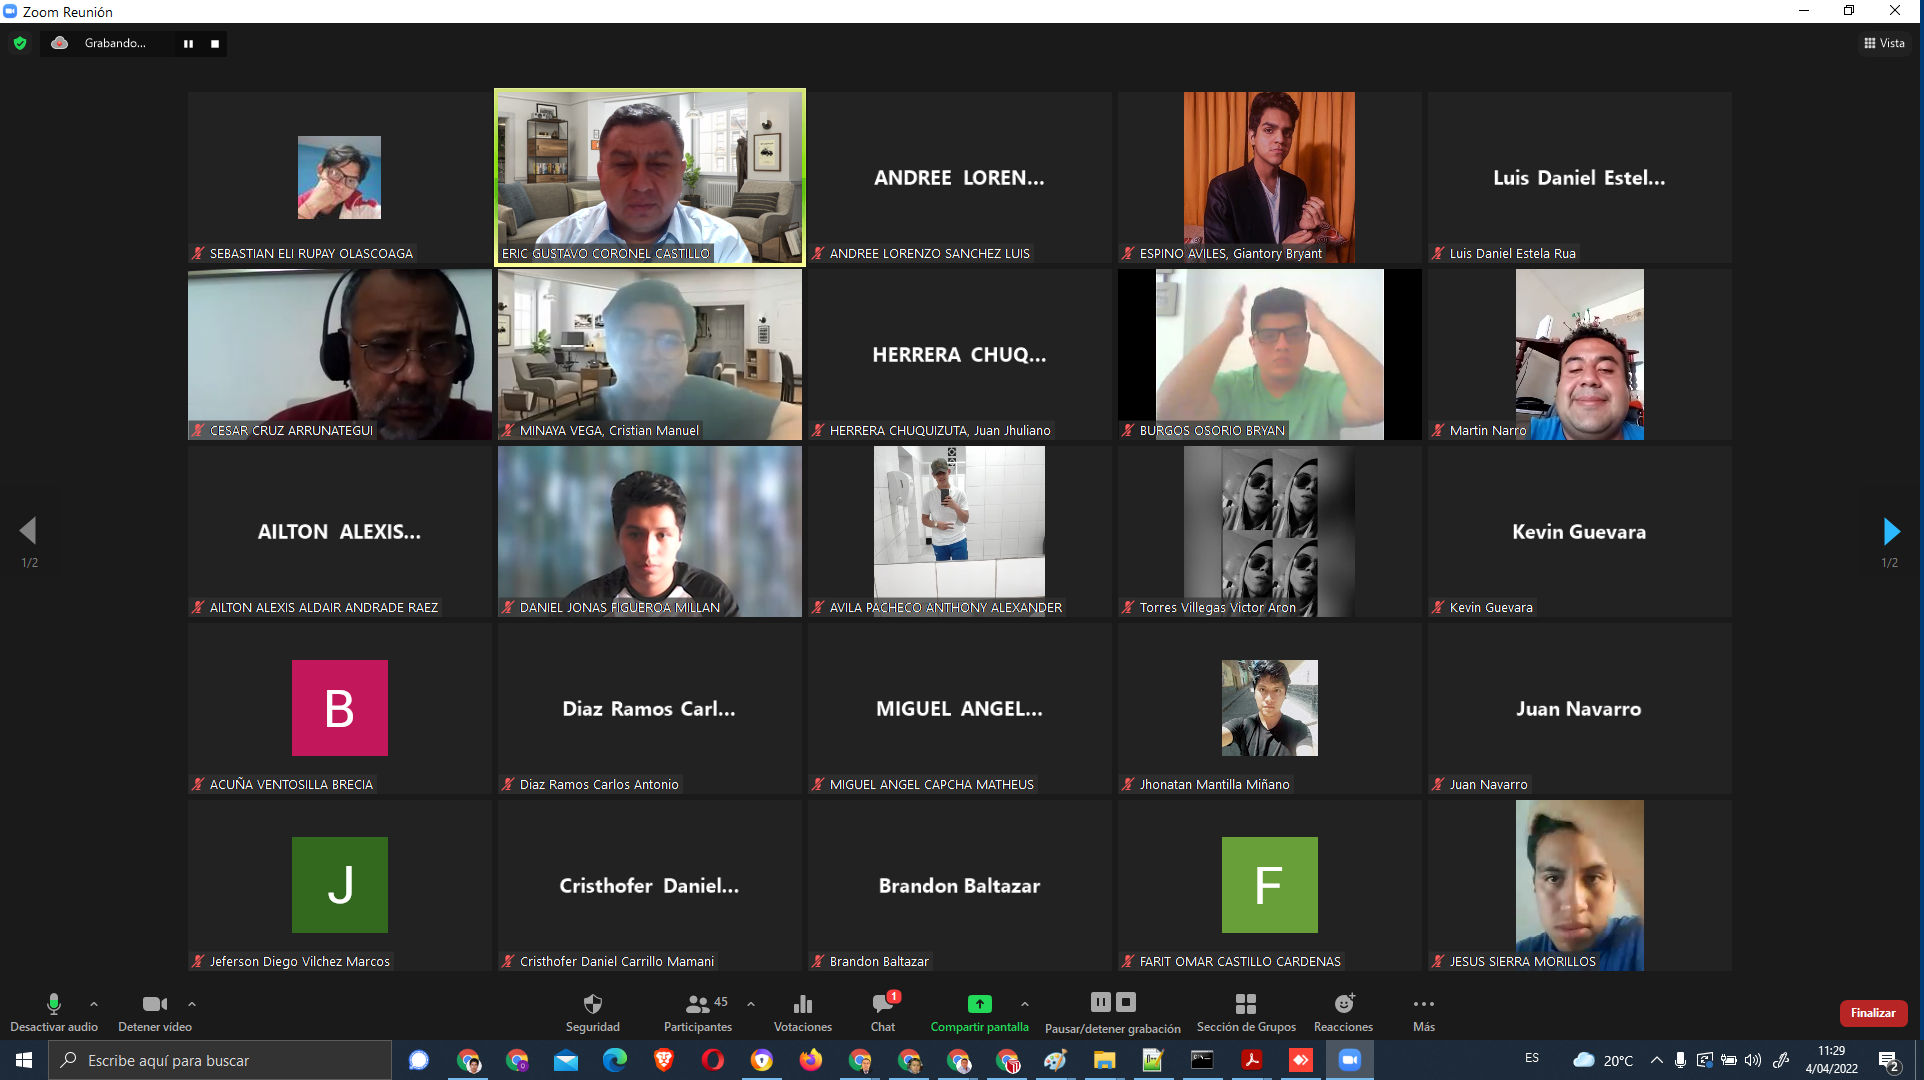 Zoom Reunión
Grabando...
Vista
SEBASTIAN ELI RUPAY OLASCOAGA
ERIC GUSTAVO CORONEL CASTILLO
ANDREE LOREN...
ANDREE LORENZO SANCHEZ LUIS
ESPINO AVILES, Giantory Bryant
Luis Daniel Estel...
Luis Daniel Estela Rua
CESAR CRUZ ARRUNATEGUI
MINAYA VEGA, Cristian Manuel
HERRERA CHUQ...
HERRERA CHUQUIZUTA, Juan Jhuliano
BURGOS OSORIO BRYAN
Martin Narro
AILTON ALEXIS...
AILTON ALEXIS ALDAIR ANDRADE RAEZ
DANIEL JONAS FIGUEROA MILLAN
AVILA PACHECO ANTHONY ALEXANDER
Torres Villegas Victor Aron
Kevin Guevara
Kevin Guevara
1/2
1/2
B
ACUÑA VENTOSILLA BRECIA
Diaz Ramos Carl...
Diaz Ramos Carlos Antonio
MIGUEL ANGEL...
MIGUEL ANGEL CAPCHA MATHEUS
Jhonatan Mantilla Miñano
Juan Navarro
Juan Navarro
J
Jeferson Diego Vilchez Marcos
Cristhofer Daniel...
Cristhofer Daniel Carrillo Mamani
Brandon Baltazar
Brandon Baltazar
F
FARIT OMAR CASTILLO CARDENAS
JESUS SIERRA MORILLOS
Desactivar audio
Detener vídeo
Seguridad
45
Participantes
Votaciones
1
Chat
Compartir pantalla
Pausar/detener grabación
Sección de Grupos
Reacciones
Más
Finalizar
Escribe aquí para buscar
ES
20°C
11:29
4/04/2022
2